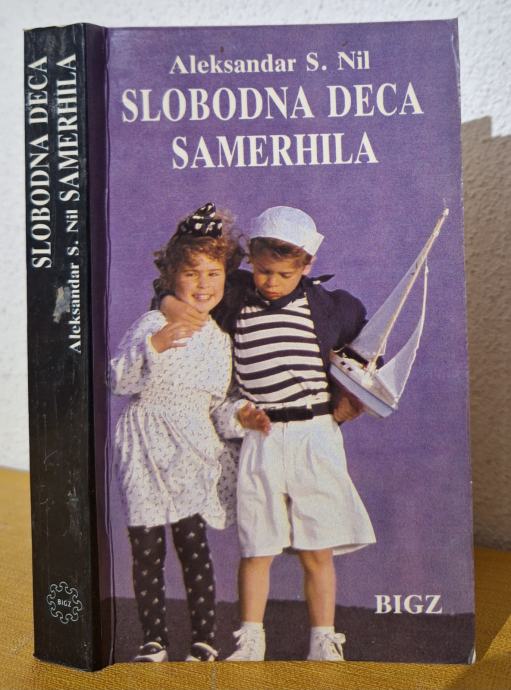 Aleksandar S. Nil
SLOBODNA DECA
SAMERHILA
BIGZ
SLOBODNA DECA
Aleksandar S. Nil SAMERHILA
BIGZ